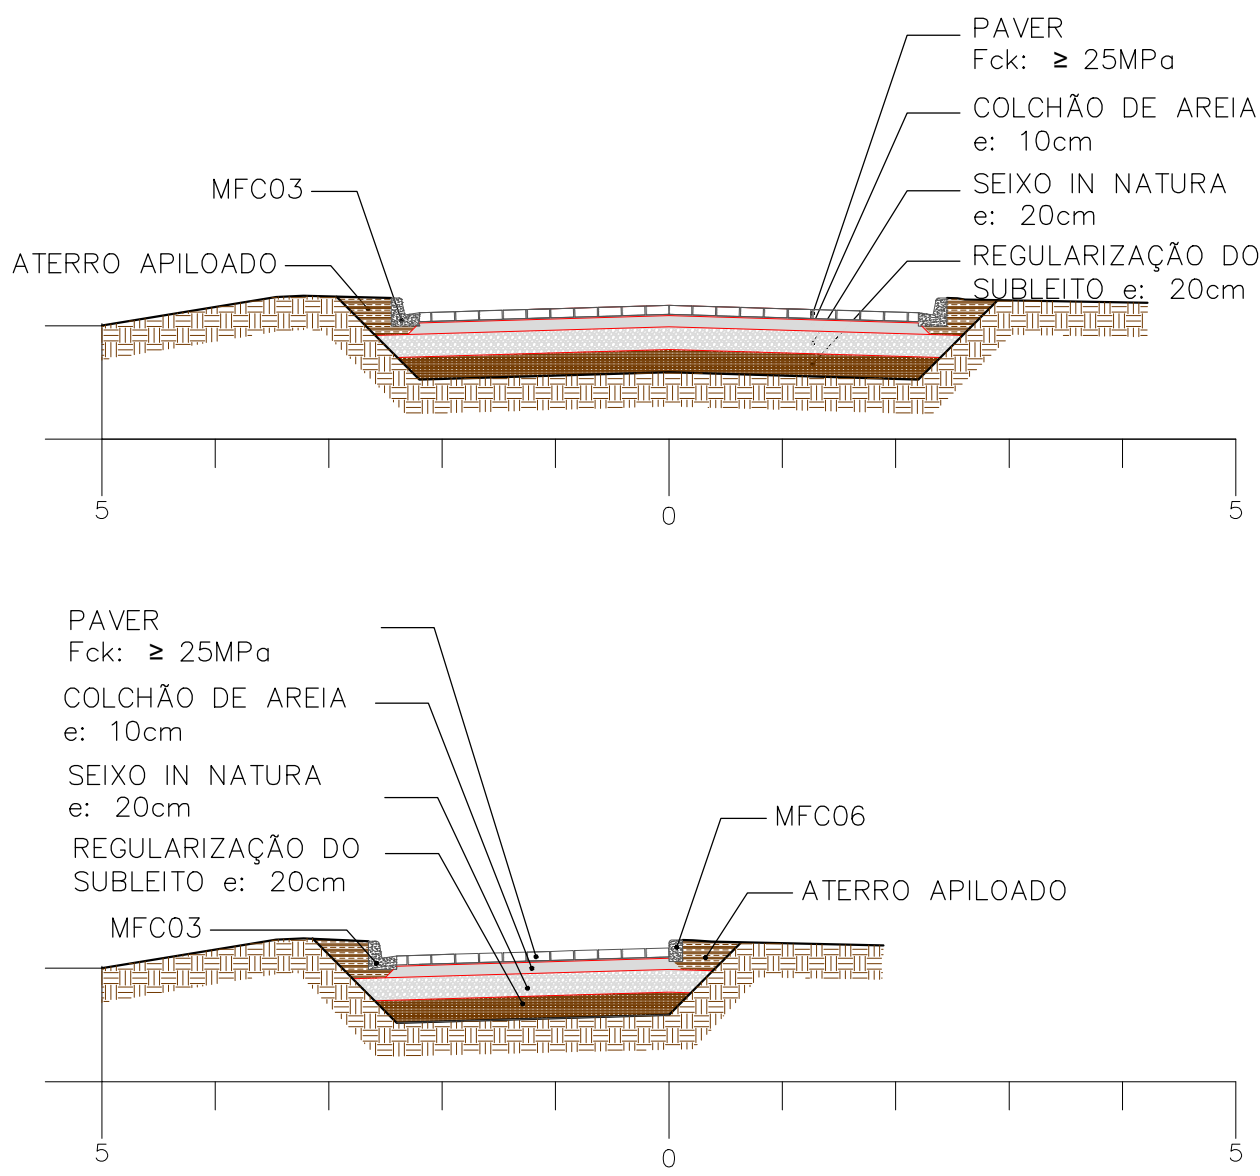 PAVER
Fck: ≥ 25MPa
COLCHÃO DE AREIA
e: 10cm
MFC03
SEIXO IN NATURA
e: 20cm
ATERRO APILOADO
REGULARIZAÇÃO DO
SUBLEITO e: 20cm
5
0
5
PAVER
Fck: ≥ 25MPa
COLCHÃO DE AREIA
e: 10cm
SEIXO IN NATURA
e: 20cm
MFC06
REGULARIZAÇÃO DO
SUBLEITO e: 20cm
ATERRO APILOADO
MFC03
5
0
5